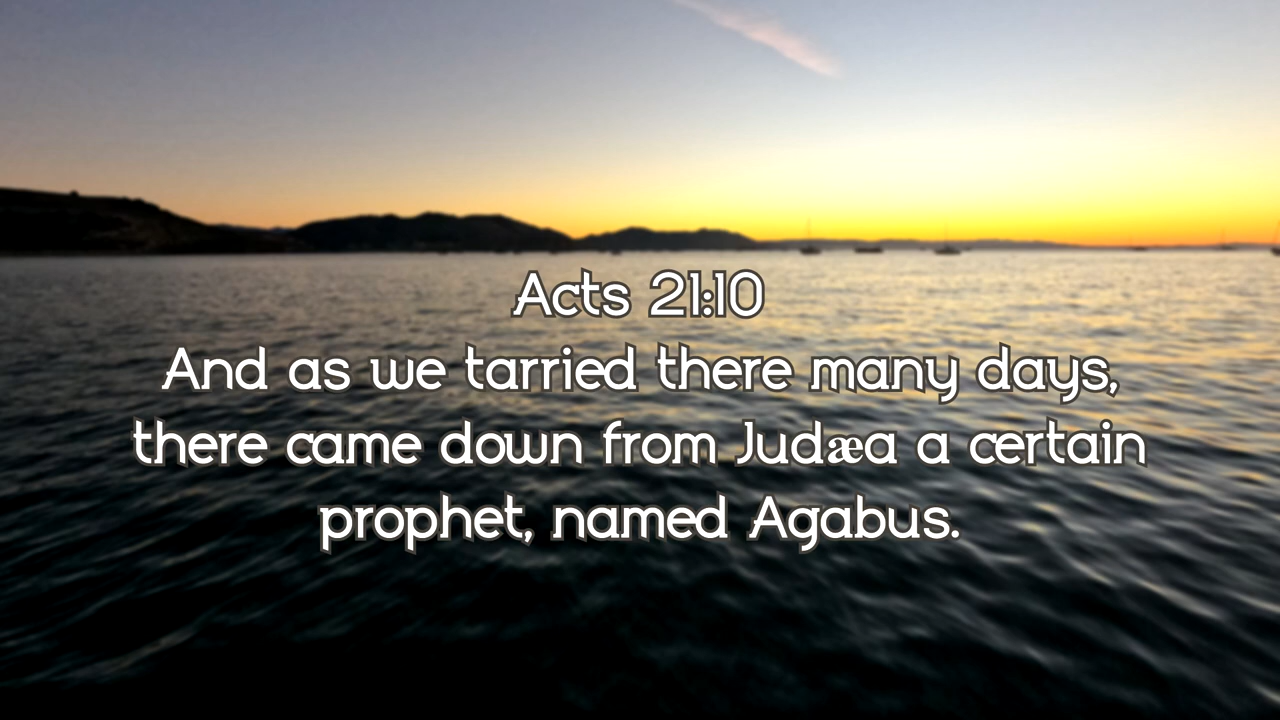 Acts 21:10
And as we tarried there many days,
there came down from Judæa a certain
prophet, named Agabus.